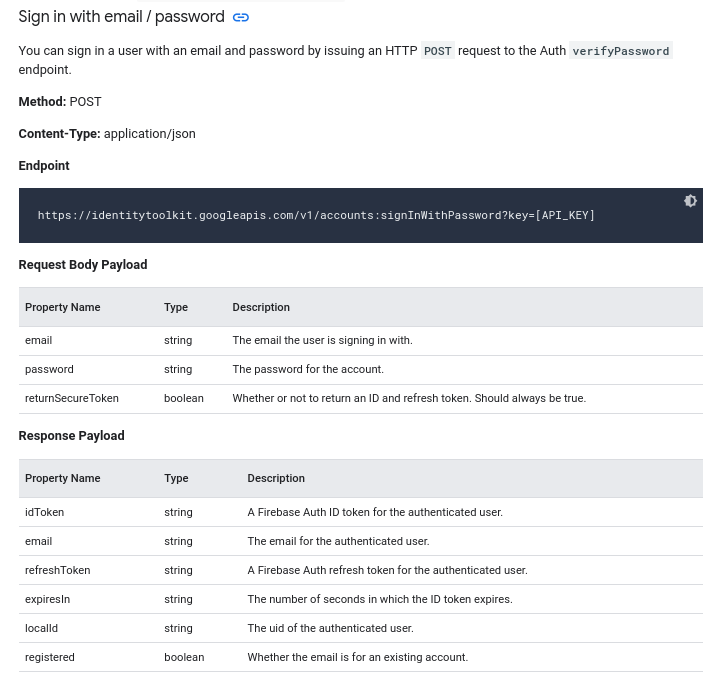 Sign in with email / password
You can sign in a user with an email and password by issuing an HTTP POST request to the Auth verifyPassword
endpoint.
Method: POST
Content-Type: application/json
Endpoint
https://identitytoolkit.googleapis.com/v1/accounts:signInWithPassword?key=[API_KEY]
Request Body Payload
Property Name Type Description
email string The email the user is signing in with.
password string The password for the account.
returnSecureToken boolean Whether or not to return an ID and refresh token. Should always be true.
Response Payload
Property Name Type Description
idToken string A Firebase Auth ID token for the authenticated user.
email string The email for the authenticated user.
refreshToken string A Firebase Auth refresh token for the authenticated user.
expiresIn string The number of seconds in which the ID token expires.
localId string The uid of the authenticated user.
registered boolean Whether the email is for an existing account.